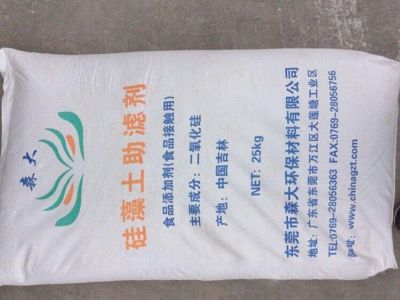 森大
硅藻土助滤剂
食品添加剂(食品接触用)
主要成分：二氧化硅
产地：中国吉林
NET: 25kg
东莞市森大环保材料有限公司
地址：广东省东莞市万江区大莲塘工业区
TEL:0769-28056363 FAX:0769-28056756
网址：www.chinagzt.com